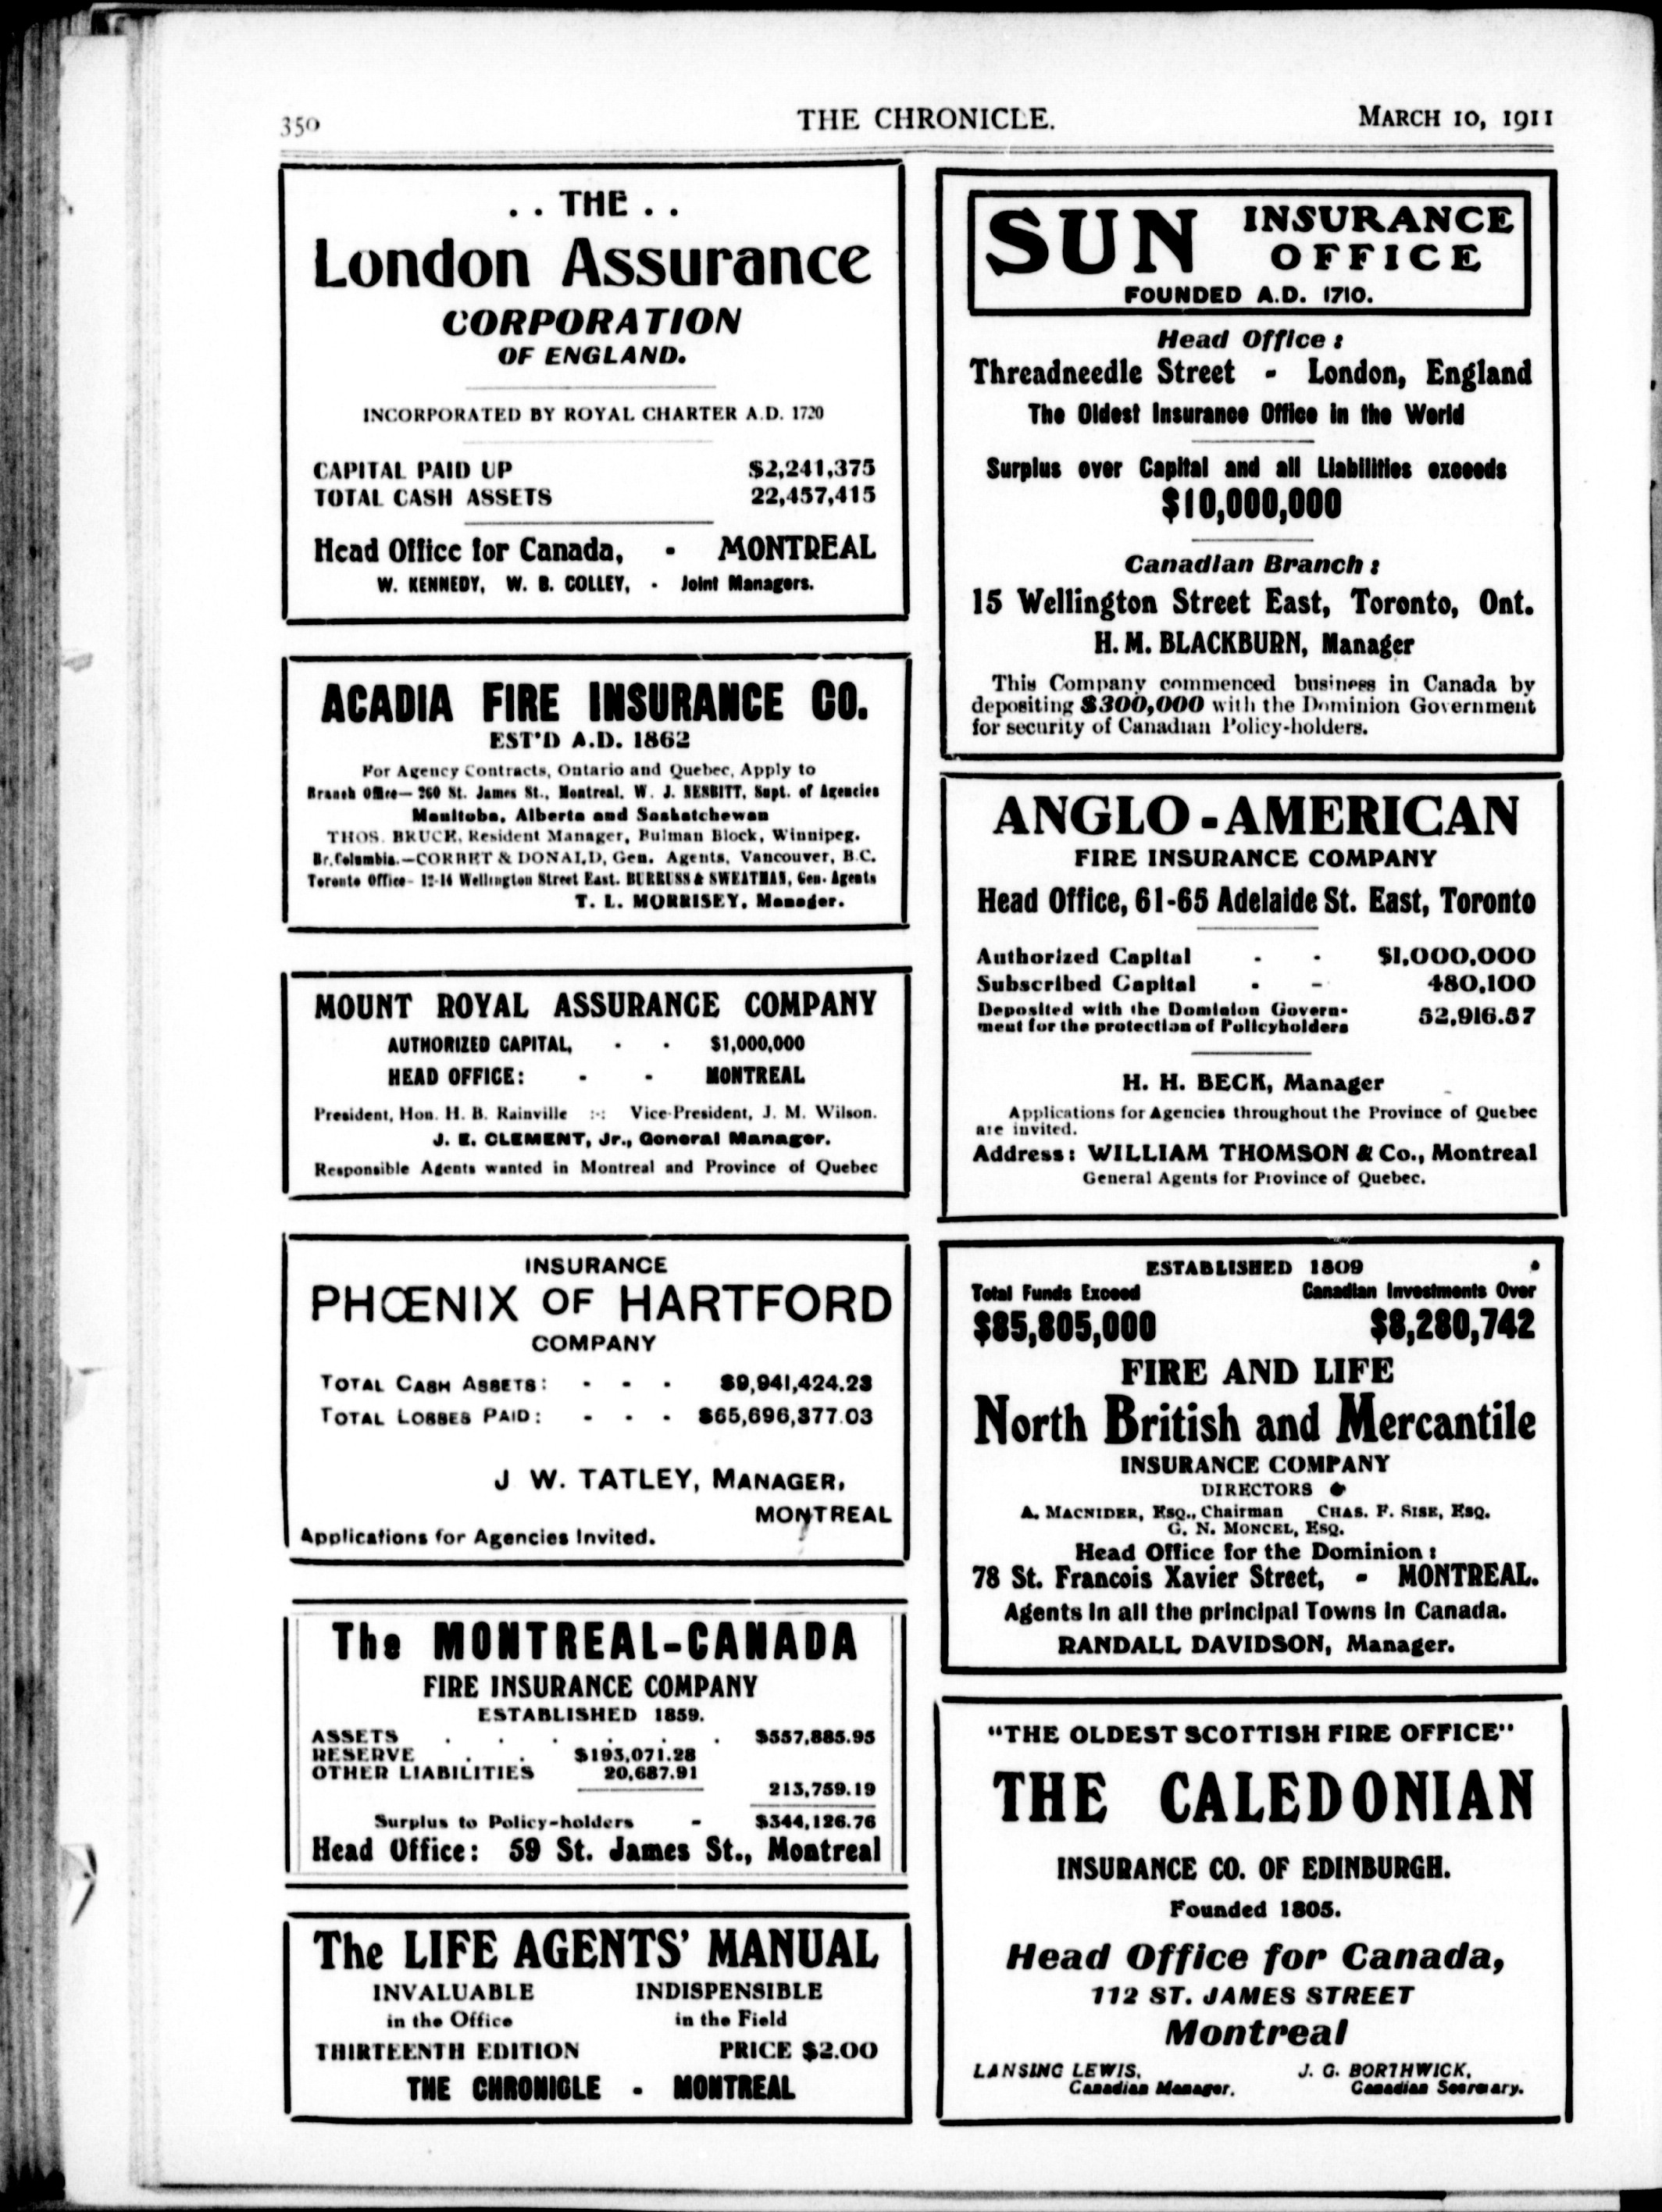 350
THE CHRONICLE.
MARCH 10, 1911
. . THE . .
London Assurance
CORPORATION
OF ENGLAND.
INCORPORATED BY ROYAL CHARTER A.D. 1720
CAPITAL PAID UP $2,241,375
TOTAL CASH ASSETS 22,457,415
Head Office for Canada, - MONTREAL
W. KENNEDY, W. B. COLLEY, - Joint Managers.
ACADIA FIRE INSURANCE CO.
EST'D A.D. 1862
For Agency Contracts, Ontario and Quebec, Apply to
Branch Office— 260 St. James St., Montreal. W. J. NESBITT, Supt. of Agencies
Manitoba, Alberta and Saskatchewan
THOS. BRUCE, Resident Manager, Bulman Block, Winnipeg.
Br. Columbia.—CORBET & DONALD, Gen. Agents, Vancouver, B.C.
Toronto Office- 12-14 Wellington Street East. BURRUSS & SWEATMAN, Gen. Agents
T. L. MORRISEY, Manager.
MOUNT ROYAL ASSURANCE COMPANY
AUTHORIZED CAPITAL, - - $1,000,000
HEAD OFFICE: - - MONTREAL
President, Hon. H. B. Rainville :-: Vice-President, J. M. Wilson.
J. E. CLEMENT, Jr., General Manager.
Responsible Agents wanted in Montreal and Province of Quebec
INSURANCE
PHŒNIX OF HARTFORD
COMPANY
TOTAL CASH ASSETS: - - - $9,941,424.23
TOTAL LOSSES PAID: - - - $65,696,377.03
J W. TATLEY, MANAGER,
MONTREAL
Applications for Agencies Invited.
The MONTREAL-CANADA
FIRE INSURANCE COMPANY
ESTABLISHED 1859.
ASSETS . . . . . . $557,885.95
RESERVE . . $193,071.28
OTHER LIABILITIES 20,687.91
213,759.19
Surplus to Policy-holders - $344,126.76
Head Office: 59 St. James St., Montreal
The LIFE AGENTS' MANUAL
INVALUABLE INDISPENSIBLE
in the Office in the Field
THIRTEENTH EDITION PRICE $2.00
THE CHRONICLE - MONTREAL
SUN INSURANCE
OFFICE
FOUNDED A.D. 1710.
Head Office :
Threadneedle Street - London, England
The Oldest Insurance Office in the World
Surplus over Capital and all Liabilities exceeds
$10,000,000
Canadian Branch :
15 Wellington Street East, Toronto, Ont.
H. M. BLACKBURN, Manager
This Company commenced business in Canada by
depositing $300,000 with the Dominion Government
for security of Canadian Policy-holders.
ANGLO-AMERICAN
FIRE INSURANCE COMPANY
Head Office, 61-65 Adelaide St. East, Toronto
Authorized Capital - - $1,000,000
Subscribed Capital - - 480,100
Deposited with the Dominion Govern-
ment for the protection of Policyholders 52,916.57
H. H. BECK, Manager
Applications for Agencies throughout the Province of Quebec
are invited.
Address: WILLIAM THOMSON & Co., Montreal
General Agents for Province of Quebec.
ESTABLISHED 1809
Total Funds Exceed Canadian Investments Over
$85,805,000 $8,280,742
FIRE AND LIFE
North British and Mercantile
INSURANCE COMPANY
DIRECTORS
A. MACNIDER, ESQ., Chairman CHAS. F. SISE, ESQ.
G. N. MONCEL, ESQ.
Head Office for the Dominion :
78 St. Francois Xavier Street, - MONTREAL.
Agents in all the principal Towns in Canada.
RANDALL DAVIDSON, Manager.
"THE OLDEST SCOTTISH FIRE OFFICE"
THE CALEDONIAN
INSURANCE CO. OF EDINBURGH.
Founded 1805.
Head Office for Canada,
112 ST. JAMES STREET
Montreal
LANSING LEWIS, J. G. BORTHWICK,
Canadian Manager. Canadian Secretary.